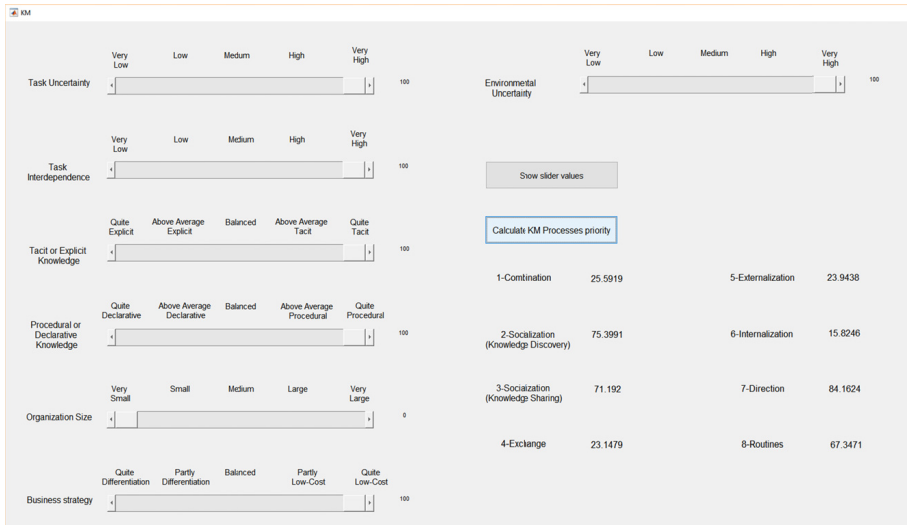 KM
Very Low Low Medium High Very High
Task Uncertainty 100
Very Low Low Medium High Very High
Task Interdependence 100
Quite Explicit Above Average Explicit Balanced Above Average Tacit Quite Tacit
Tacit or Explicit Knowledge 100
Quite Declarative Above Average Declarative Balanced Above Average Procedural Quite Procedural
Procedural or Declarative Knowledge 100
Very Small Small Medium Large Very Large
Organization Size 0
Quite Differentiation Partly Differentiation Balanced Partly Low-Cost Quite Low-Cost
Business strategy 100
Very Low Low Medium High Very High
Environmental Uncertainty 100
Show slider values
Calculate KM Processes priority
1-Combination 25.5919
2-Socialization (Knowledge Discovery) 75.3991
3-Socialization (Knowledge Sharing) 71.192
4-Exchange 23.1479
5-Externalization 23.9438
6-Internalization 15.8246
7-Direction 84.1624
8-Routines 67.3471